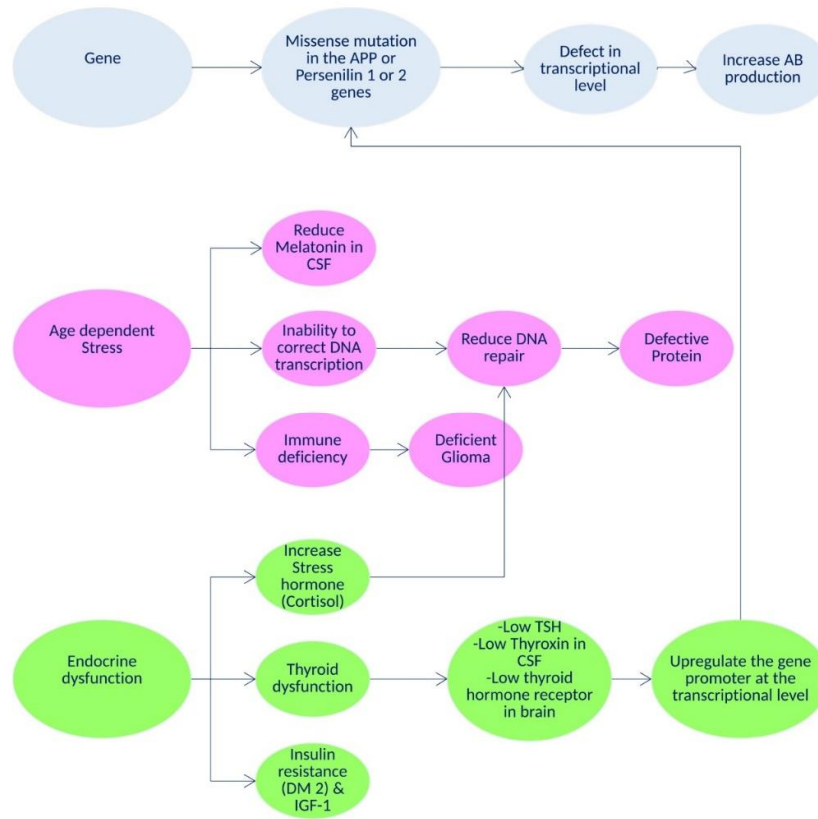 Gene
Missense mutation
in the APP or
Persenilin 1 or 2
genes
Defect in
transcriptional
level
Increase AB
production
Reduce
Melatonin in
CSF
Age dependent
Stress
Inability to
correct DNA
transcription
Reduce DNA
repair
Defective
Protein
Immune
deficiency
Deficient
Glioma
Increase
Stress
hormone
(Cortisol)
Endocrine
dysfunction
Thyroid
dysfunction
-Low TSH
-Low Thyroxin in
CSF
-Low thyroid
hormone receptor
in brain
Upregulate the gene
promoter at the
transcriptional level
Insulin
resistance
(DM 2) &
IGF-1